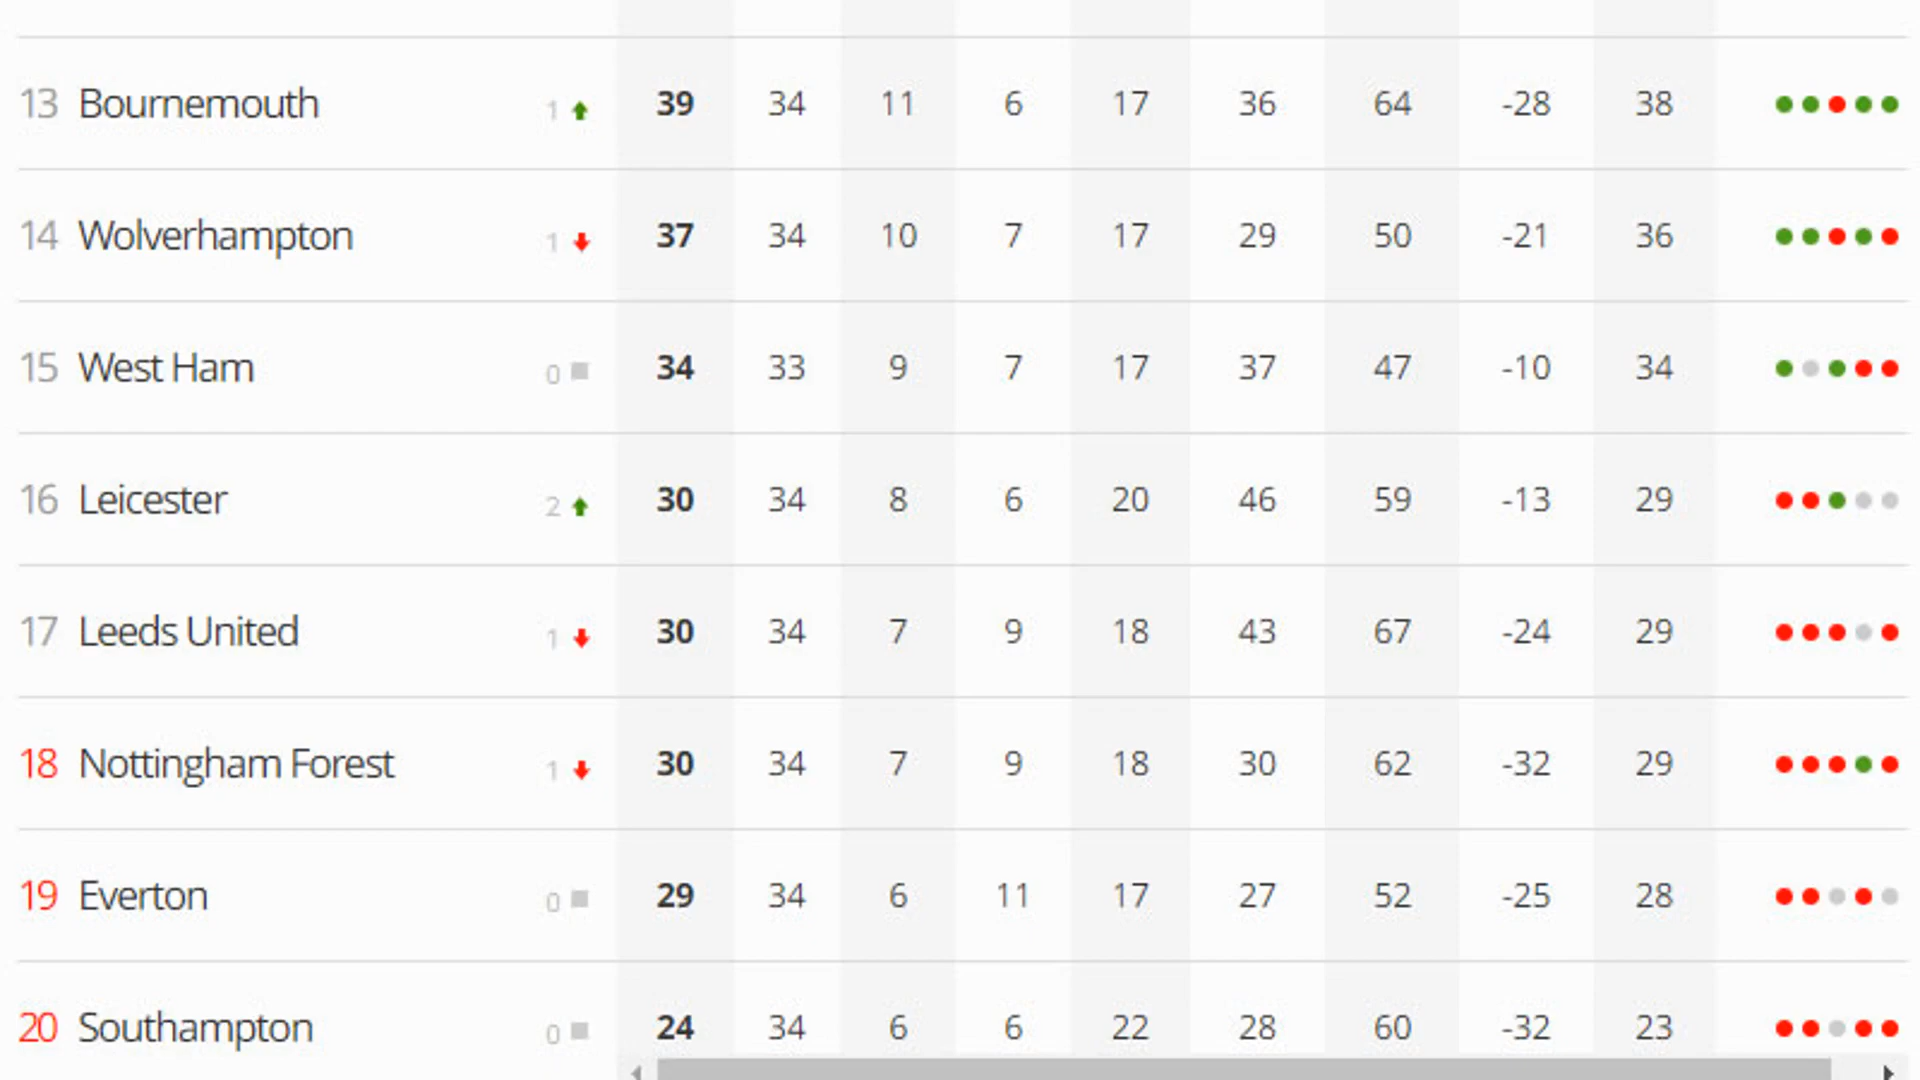 13 Bournemouth 1 39 34 11 6 17 36 64 -28 38
14 Wolverhampton 1 37 34 10 7 17 29 50 -21 36
15 West Ham 0 34 33 9 7 17 37 47 -10 34
16 Leicester 2 30 34 8 6 20 46 59 -13 29
17 Leeds United 1 30 34 7 9 18 43 67 -24 29
18 Nottingham Forest 1 30 34 7 9 18 30 62 -32 29
19 Everton 0 29 34 6 11 17 27 52 -25 28
20 Southampton 0 24 34 6 6 22 28 60 -32 23